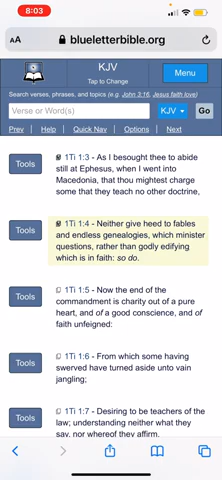 8:03
AA blueletterbible.org
KJV
Tap to Change
Menu
Search verses, phrases, and topics (e.g. John 3:16, Jesus faith love)
Verse or Word(s)
KJV
Go
Prev | Help | Quick Nav | Options | Next
Tools
1Ti 1:3 - As I besought thee to abide
still at Ephesus, when I went into
Macedonia, that thou mightest charge
some that they teach no other doctrine,
Tools
1Ti 1:4 - Neither give heed to fables
and endless genealogies, which minister
questions, rather than godly edifying
which is in faith: so do.
Tools
1Ti 1:5 - Now the end of the
commandment is charity out of a pure
heart, and of a good conscience, and of
faith unfeigned:
Tools
1Ti 1:6 - From which some having
swerved have turned aside unto vain
jangling;
Tools
1Ti 1:7 - Desiring to be teachers of the
law; understanding neither what they
say, nor whereof they affirm.